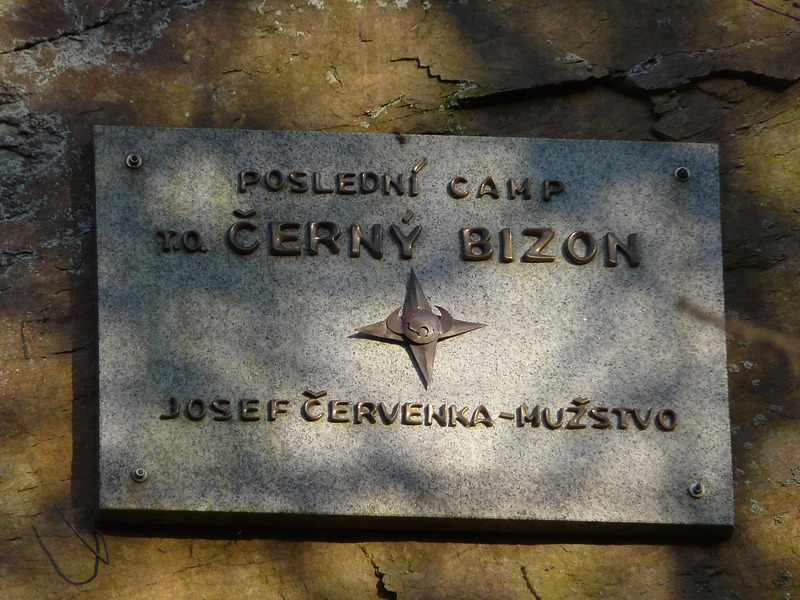 POSLEDNÍ CAMP
T.O. ČERNÝ BIZON
JOSEF ČERVENKA-MUŽSTVO